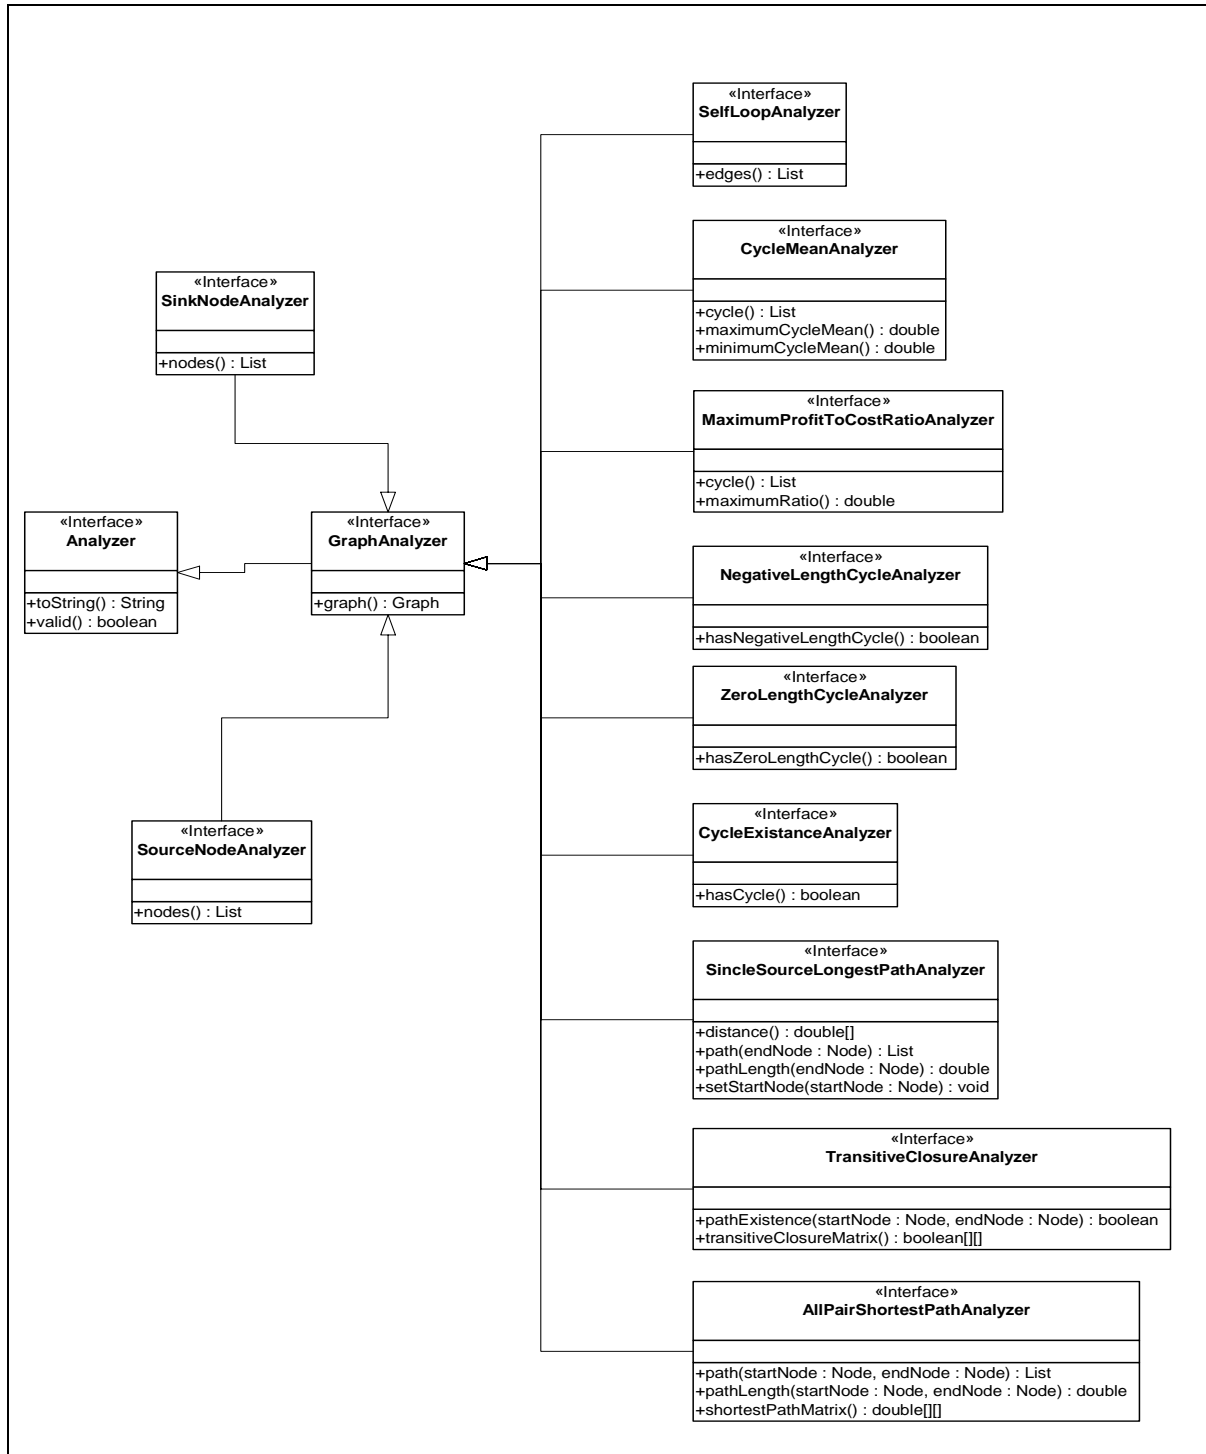 «Interface»
SelfLoopAnalyzer
+edges() : List
«Interface»
CycleMeanAnalyzer
+cycle() : List
+maximumCycleMean() : double
+minimumCycleMean() : double
«Interface»
SinkNodeAnalyzer
+nodes() : List
«Interface»
MaximumProfitToCostRatioAnalyzer
+cycle() : List
+maximumRatio() : double
«Interface»
Analyzer
+toString() : String
+valid() : boolean
«Interface»
GraphAnalyzer
+graph() : Graph
«Interface»
NegativeLengthCycleAnalyzer
+hasNegativeLengthCycle() : boolean
«Interface»
ZeroLengthCycleAnalyzer
+hasZeroLengthCycle() : boolean
«Interface»
SourceNodeAnalyzer
+nodes() : List
«Interface»
CycleExistanceAnalyzer
+hasCycle() : boolean
«Interface»
SincleSourceLongestPathAnalyzer
+distance() : double[]
+path(endNode : Node) : List
+pathLength(endNode : Node) : double
+setStartNode(startNode : Node) : void
«Interface»
TransitiveClosureAnalyzer
+pathExistence(startNode : Node, endNode : Node) : boolean
+transitiveClosureMatrix() : boolean[][]
«Interface»
AllPairShortestPathAnalyzer
+path(startNode : Node, endNode : Node) : List
+pathLength(startNode : Node, endNode : Node) : double
+shortestPathMatrix() : double[][]